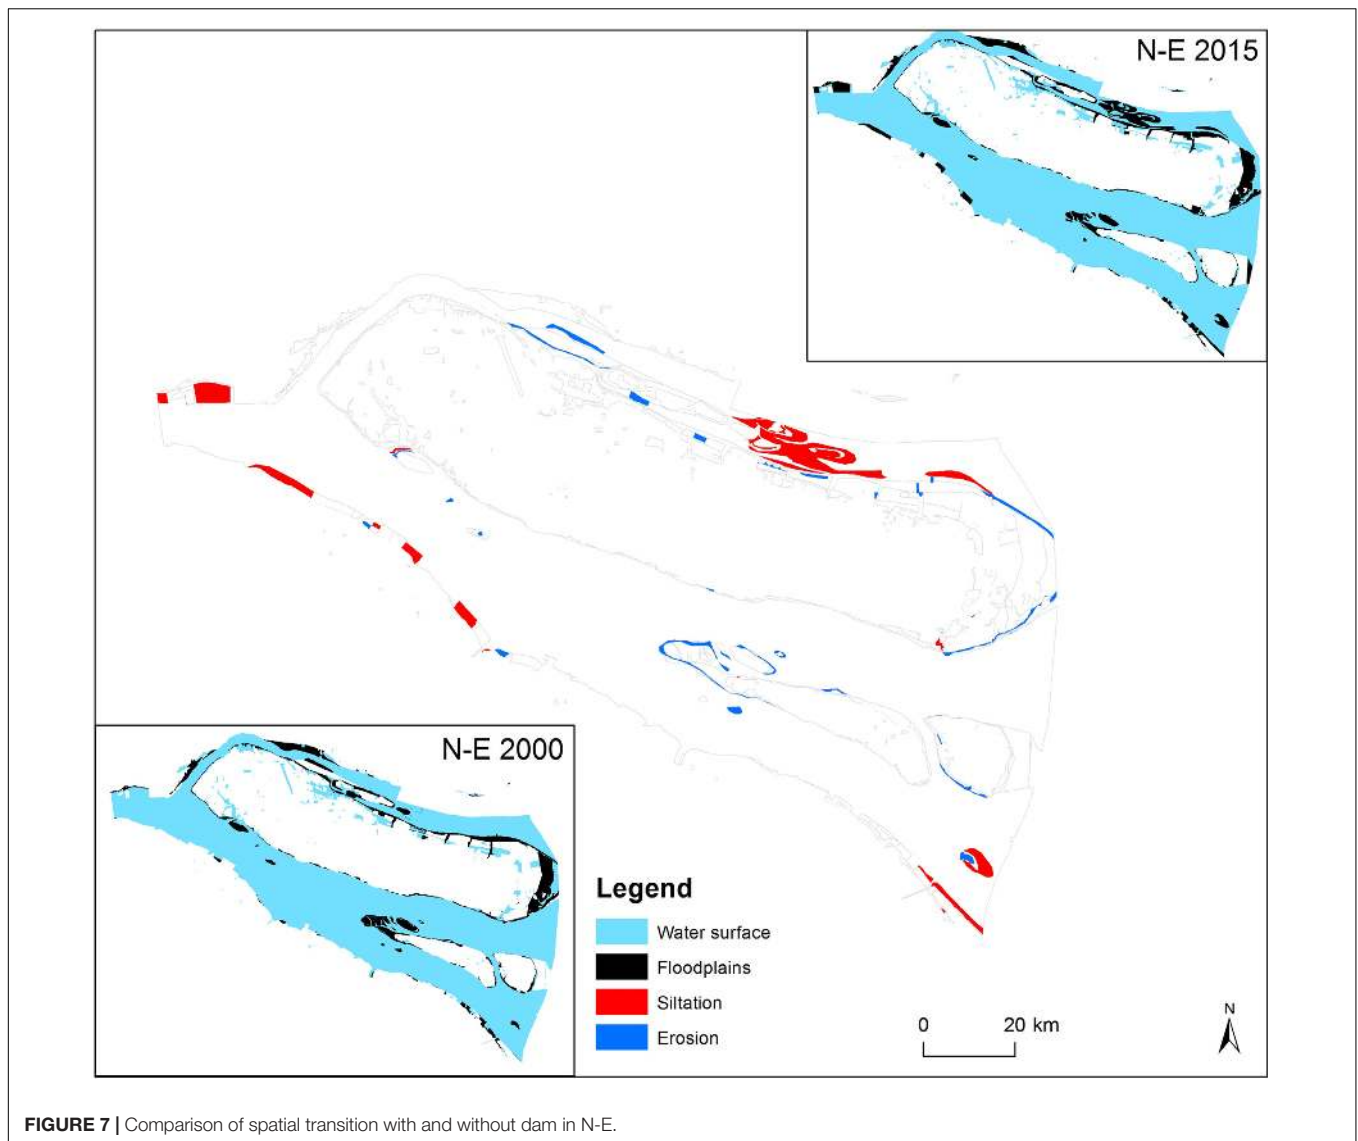 N-E 2015
N-E 2000
Legend
Water surface
Floodplains
Siltation
Erosion
0 20 km
N
FIGURE 7 | Comparison of spatial transition with and without dam in N-E.